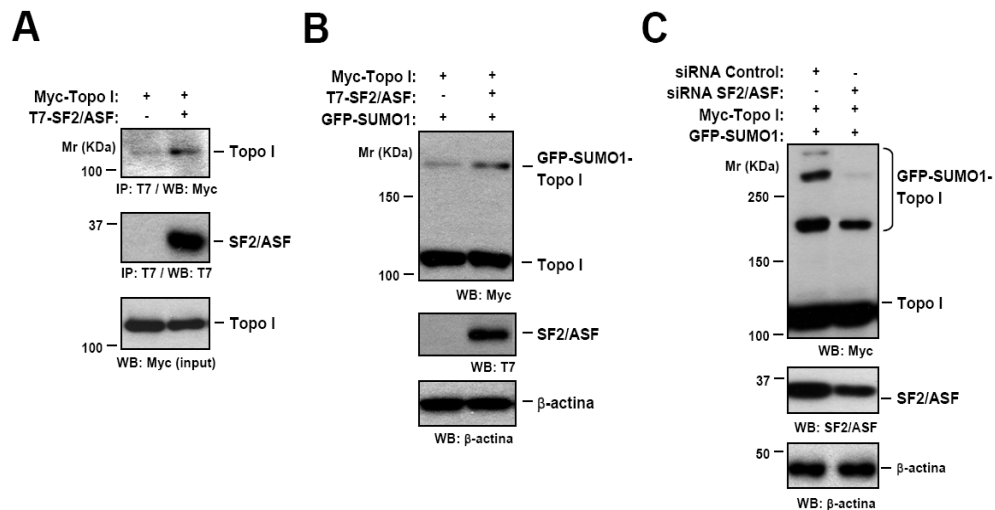 A
Myc-Topo I: + +
T7-SF2/ASF: - +
Mr (KDa)
100
Topo I
IP: T7 / WB: Myc
37
SF2/ASF
IP: T7 / WB: T7
Topo I
100
WB: Myc (input)
B
Myc-Topo I: + +
T7-SF2/ASF: - +
GFP-SUMO1: + +
Mr (KDa)
GFP-SUMO1-
Topo I
150
Topo I
100
WB: Myc
SF2/ASF
WB: T7
β-actina
WB: β-actina
C
siRNA Control: + -
siRNA SF2/ASF: - +
Myc-Topo I: + +
GFP-SUMO1: + +
Mr (KDa)
GFP-SUMO1-
Topo I
250
150
Topo I
100
WB: Myc
37
SF2/ASF
WB: SF2/ASF
50
β-actina
WB: β-actina